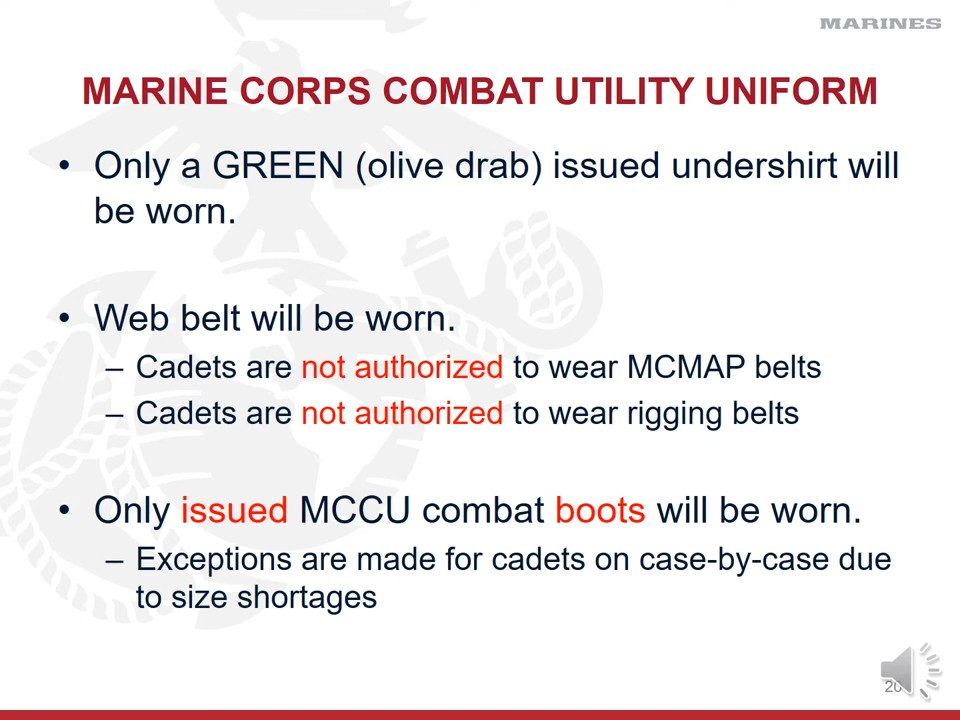 MARINES
MARINE CORPS COMBAT UTILITY UNIFORM
• Only a GREEN (olive drab) issued undershirt will
be worn.
• Web belt will be worn.
– Cadets are not authorized to wear MCMAP belts
– Cadets are not authorized to wear rigging belts
• Only issued MCCU combat boots will be worn.
– Exceptions are made for cadets on case-by-case due
to size shortages
20